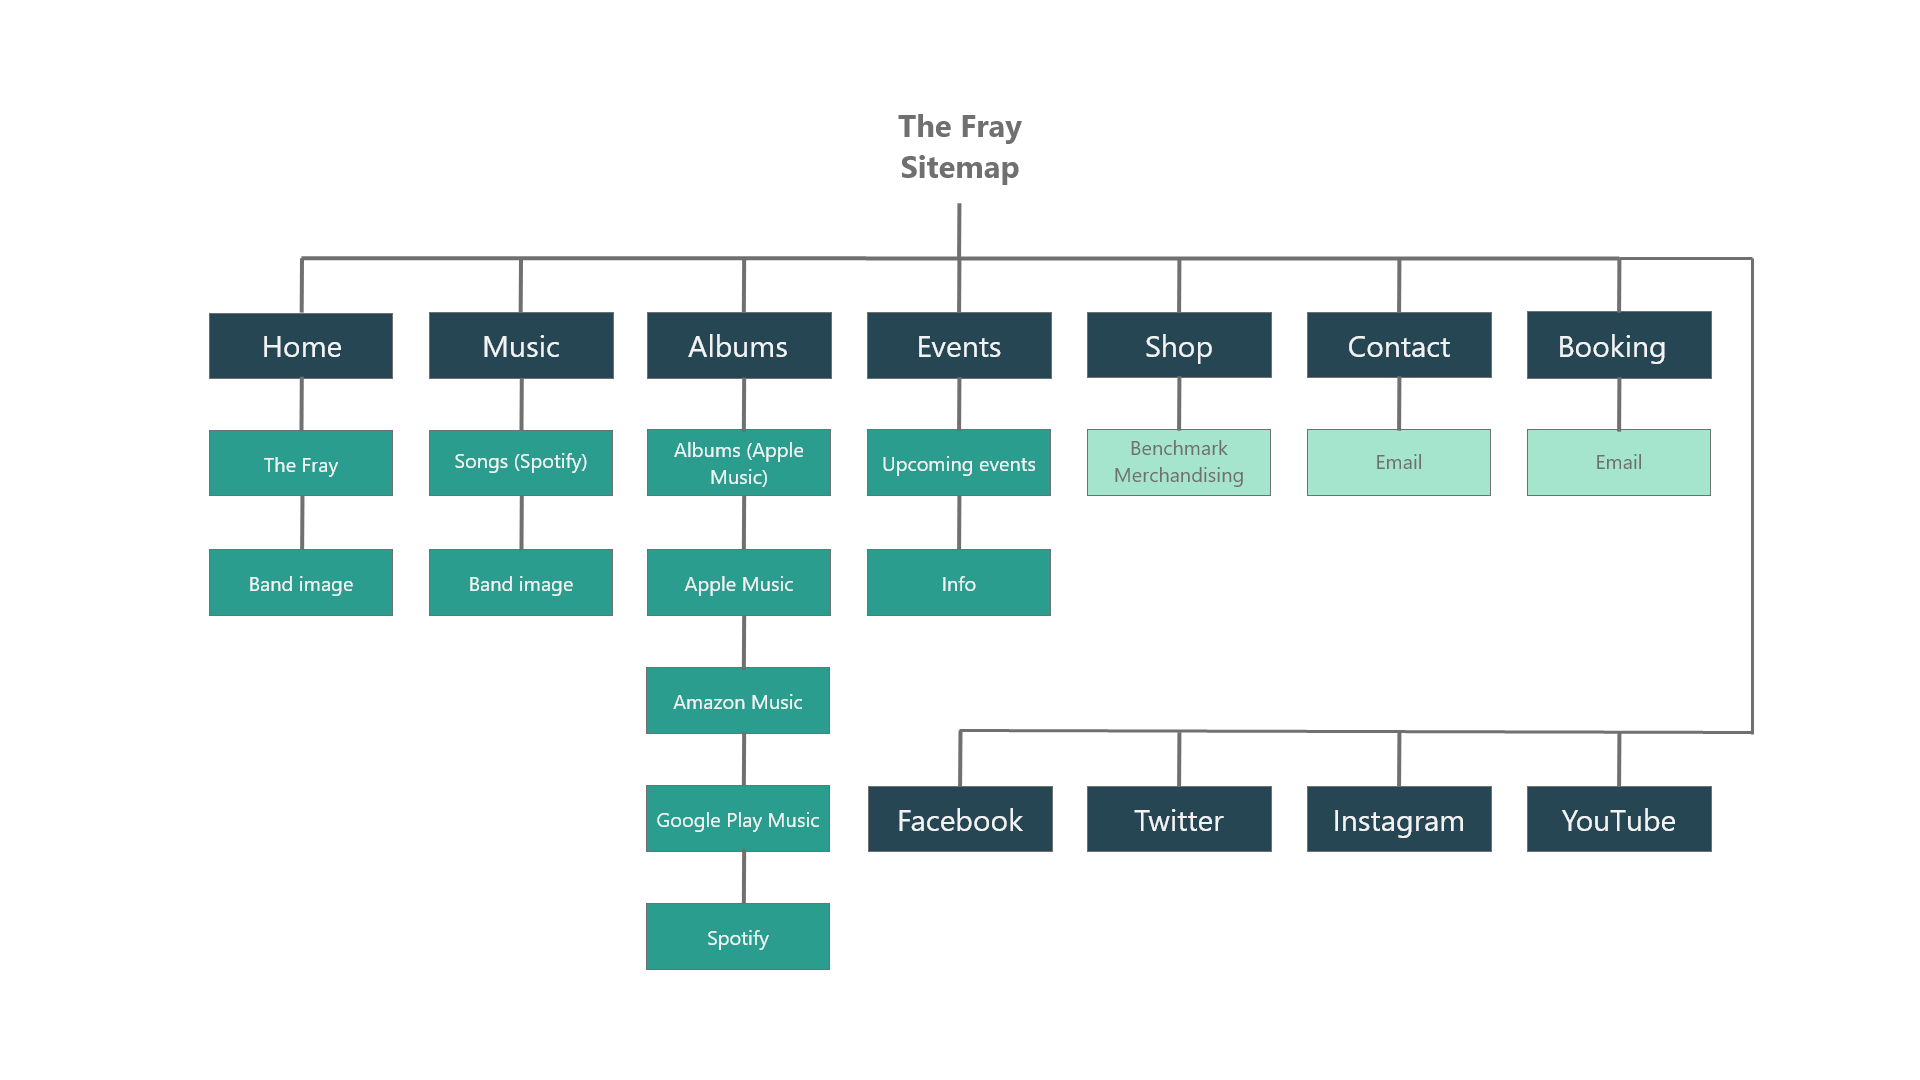 The Fray
Sitemap
Home
Music
Albums
Events
Shop
Contact
Booking
The Fray
Songs (Spotify)
Albums (Apple
Music)
Upcoming events
Benchmark
Merchandising
Email
Email
Band image
Band image
Apple Music
Info
Amazon Music
Google Play Music
Facebook
Twitter
Instagram
YouTube
Spotify